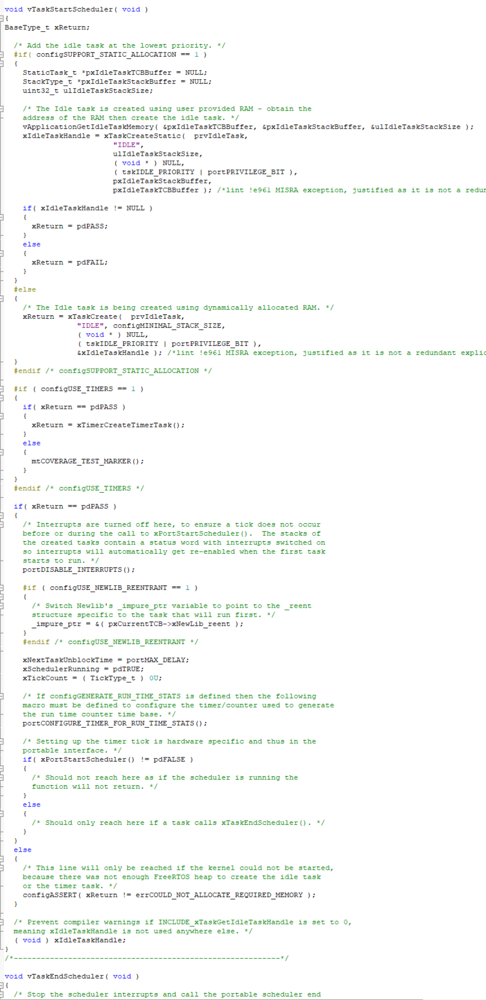 void vTaskStartScheduler( void )
{
BaseType_t xReturn;
/* Add the idle task at the lowest priority. */
#if( configSUPPORT_STATIC_ALLOCATION == 1 )
{
StaticTask_t *pxIdleTaskTCBBuffer = NULL;
StackType_t *pxIdleTaskStackBuffer = NULL;
uint32_t ulIdleTaskStackSize;
/* The Idle task is created using user provided RAM - obtain the
address of the RAM then create the idle task. */
vApplicationGetIdleTaskMemory( &pxIdleTaskTCBBuffer, &pxIdleTaskStackBuffer, &ulIdleTaskStackSize );
xIdleTaskHandle = xTaskCreateStatic(  prvIdleTask,
"IDLE",
ulIdleTaskStackSize,
( void * ) NULL,
( tskIDLE_PRIORITY | portPRIVILEGE_BIT ),
pxIdleTaskStackBuffer,
pxIdleTaskTCBBuffer ); /*lint !e961 MISRA exception, justified as it is not a redun
if( xIdleTaskHandle != NULL )
{
xReturn = pdPASS;
}
else
{
xReturn = pdFAIL;
}
}
#else
{
/* The Idle task is being created using dynamically allocated RAM. */
xReturn = xTaskCreate(  prvIdleTask,
"IDLE", configMINIMAL_STACK_SIZE,
( void * ) NULL,
( tskIDLE_PRIORITY | portPRIVILEGE_BIT ),
&xIdleTaskHandle ); /*lint !e961 MISRA exception, justified as it is not a redundant explic
}
#endif /* configSUPPORT_STATIC_ALLOCATION */
#if ( configUSE_TIMERS == 1 )
{
if( xReturn == pdPASS )
{
xReturn = xTimerCreateTimerTask();
}
else
{
mtCOVERAGE_TEST_MARKER();
}
}
#endif /* configUSE_TIMERS */
if( xReturn == pdPASS )
{
/* Interrupts are turned off here, to ensure a tick does not occur
before or during the call to xPortStartScheduler().  The stacks of
the created tasks contain a status word with interrupts switched on
so interrupts will automatically get re-enabled when the first task
starts to run. */
portDISABLE_INTERRUPTS();
#if ( configUSE_NEWLIB_REENTRANT == 1 )
{
/* Switch Newlib's _impure_ptr variable to point to the _reent
structure specific to the task that will run first. */
_impure_ptr = &( pxCurrentTCB->xNewLib_reent );
}
#endif /* configUSE_NEWLIB_REENTRANT */
xNextTaskUnblockTime = portMAX_DELAY;
xSchedulerRunning = pdTRUE;
xTickCount = ( TickType_t ) 0U;
/* If configGENERATE_RUN_TIME_STATS is defined then the following
macro must be defined to configure the timer/counter used to generate
the run time counter time base. */
portCONFIGURE_TIMER_FOR_RUN_TIME_STATS();
/* Setting up the timer tick is hardware specific and thus in the
portable interface. */
if( xPortStartScheduler() != pdFALSE )
{
/* Should not reach here as if the scheduler is running the
function will not return. */
}
else
{
/* Should only reach here if a task calls xTaskEndScheduler(). */
}
}
else
{
/* This line will only be reached if the kernel could not be started,
because there was not enough FreeRTOS heap to create the idle task
or the timer task. */
configASSERT( xReturn != errCOULD_NOT_ALLOCATE_REQUIRED_MEMORY );
}
/* Prevent compiler warnings if INCLUDE_xTaskGetIdleTaskHandle is set to 0,
meaning xIdleTaskHandle is not used anywhere else. */
( void ) xIdleTaskHandle;
}
/*-----------------------------------------------------------*/
void vTaskEndScheduler( void )
{
/* Stop the scheduler interrupts and call the portable scheduler end